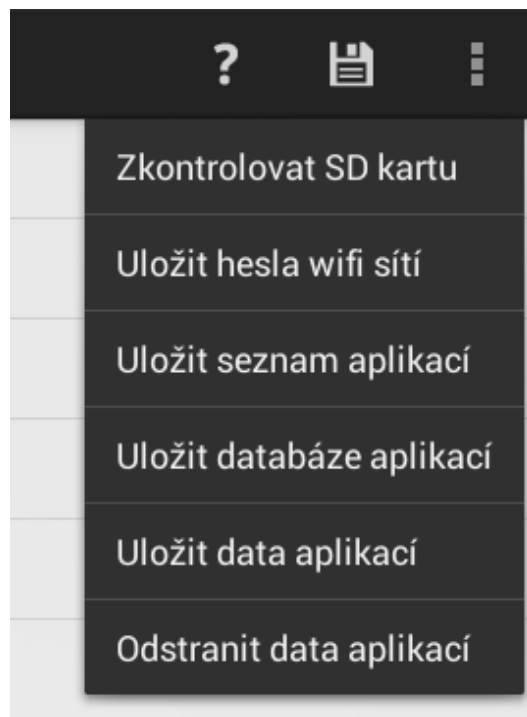 ?
Zkontrolovat SD kartu
Uložit hesla wifi sítí
Uložit seznam aplikací
Uložit databáze aplikací
Uložit data aplikací
Odstranit data aplikací